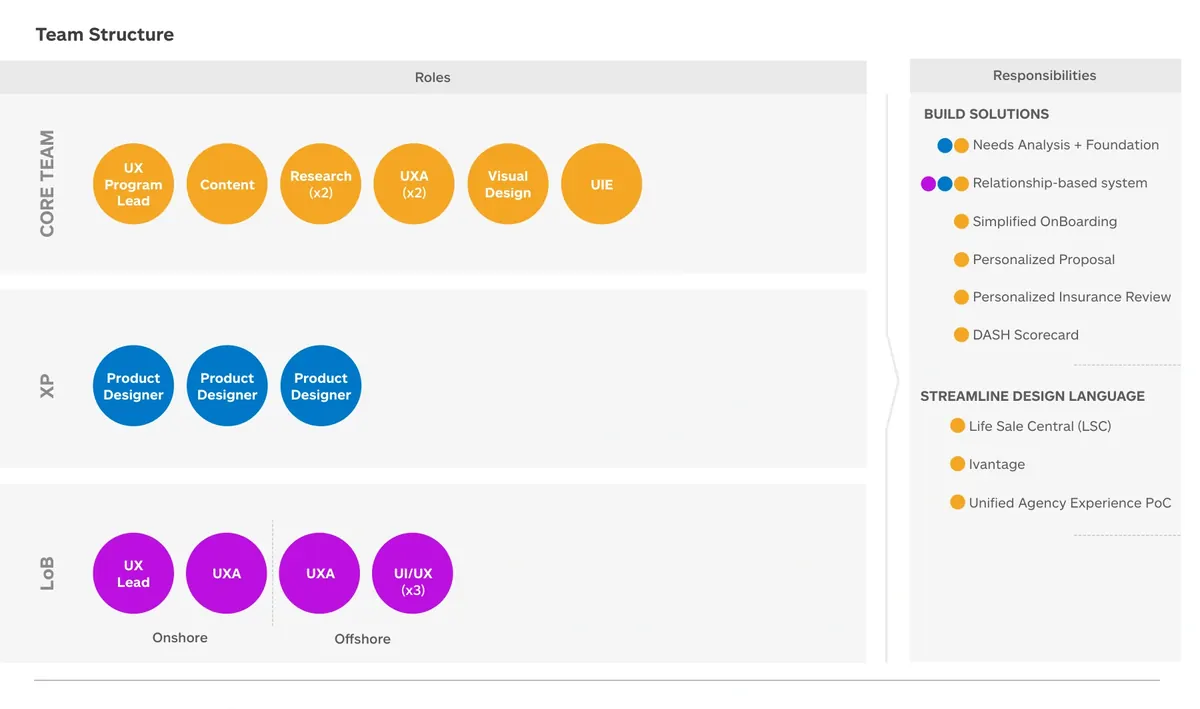 Team Structure
Roles
CORE TEAM
UX
Program
Lead
Content
Research
(x2)
UXA
(x2)
Visual
Design
UIE
XP
Product
Designer
Product
Designer
Product
Designer
LoB
UX
Lead
UXA
UXA
UI/UX
(x3)
Onshore
Offshore
Responsibilities
BUILD SOLUTIONS
Needs Analysis + Foundation
Relationship-based system
Simplified OnBoarding
Personalized Proposal
Personalized Insurance Review
DASH Scorecard
STREAMLINE DESIGN LANGUAGE
Life Sale Central (LSC)
Ivantage
Unified Agency Experience PoC